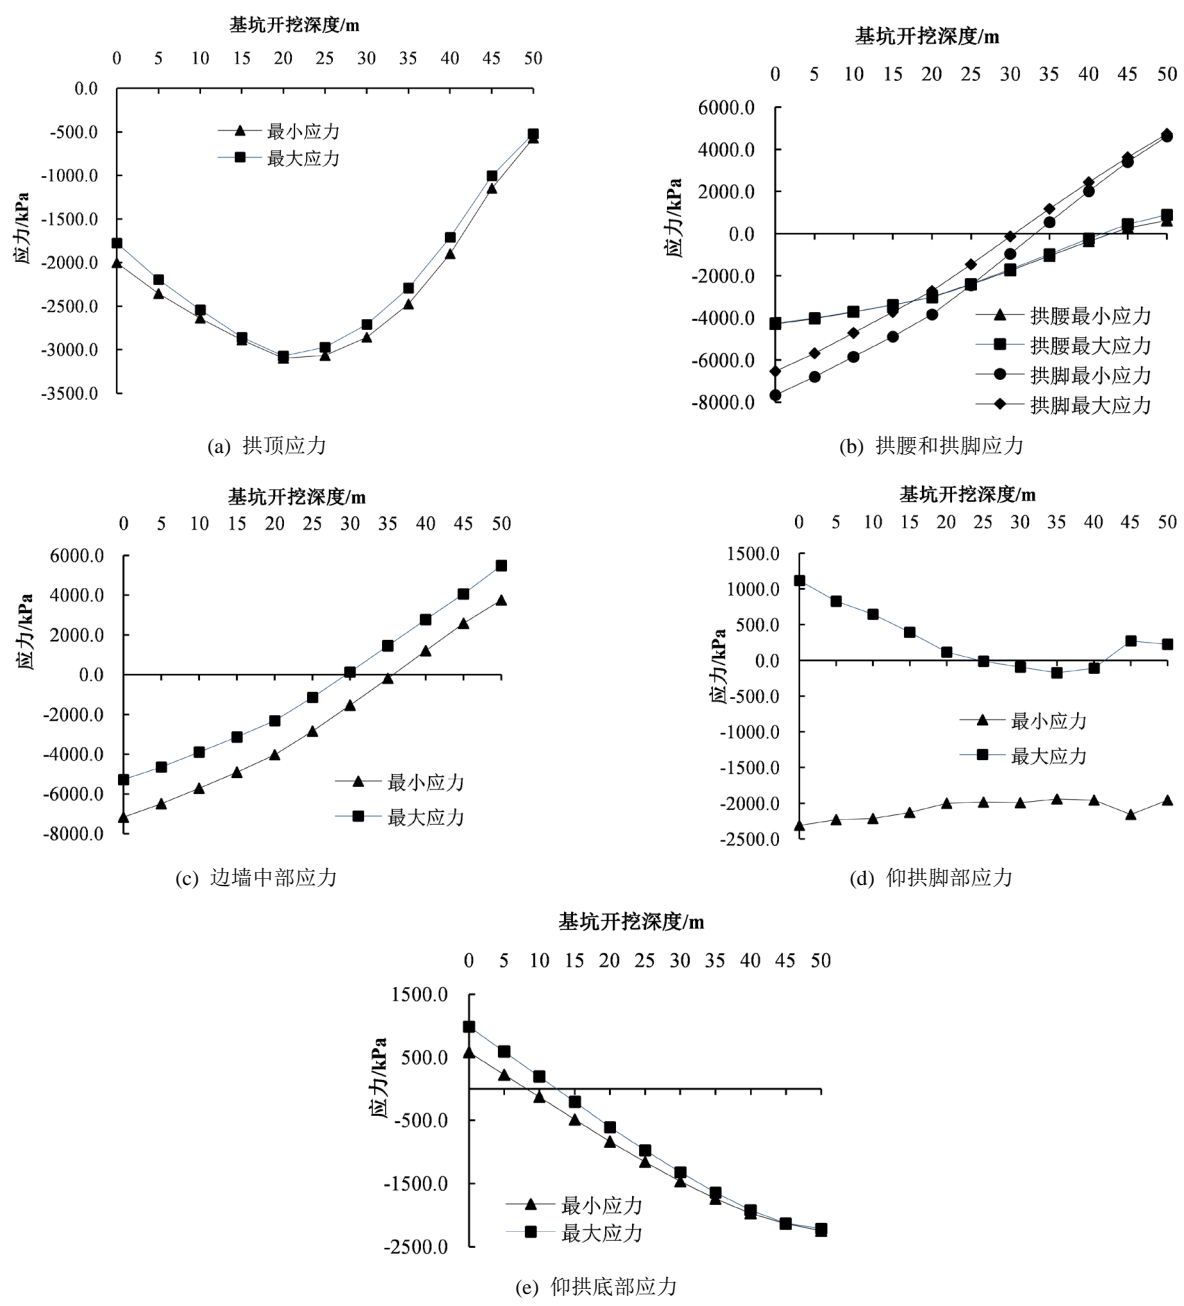 基坑开挖深度/m
0 5 10 15 20 25 30 35 40 45 50
0.0
-500.0
-1000.0
-1500.0
-2000.0
-2500.0
-3000.0
-3500.0
应力/kPa
最小应力
最大应力
(a) 拱顶应力
基坑开挖深度/m
0 5 10 15 20 25 30 35 40 45 50
6000.0
4000.0
2000.0
0.0
-2000.0
-4000.0
-6000.0
-8000.0
应力/kPa
拱腰最小应力
拱腰最大应力
拱脚最小应力
拱脚最大应力
(b) 拱腰和拱脚应力
基坑开挖深度/m
0 5 10 15 20 25 30 35 40 45 50
6000.0
4000.0
2000.0
0.0
-2000.0
-4000.0
-6000.0
-8000.0
应力/kPa
最小应力
最大应力
(c) 边墙中部应力
基坑开挖深度/m
0 5 10 15 20 25 30 35 40 45 50
1500.0
1000.0
500.0
0.0
-500.0
-1000.0
-1500.0
-2000.0
-2500.0
应力/kPa
最小应力
最大应力
(d) 仰拱脚部应力
基坑开挖深度/m
0 5 10 15 20 25 30 35 40 45 50
1500.0
500.0
-500.0
-1500.0
-2500.0
应力/kPa
最小应力
最大应力
(e) 仰拱底部应力